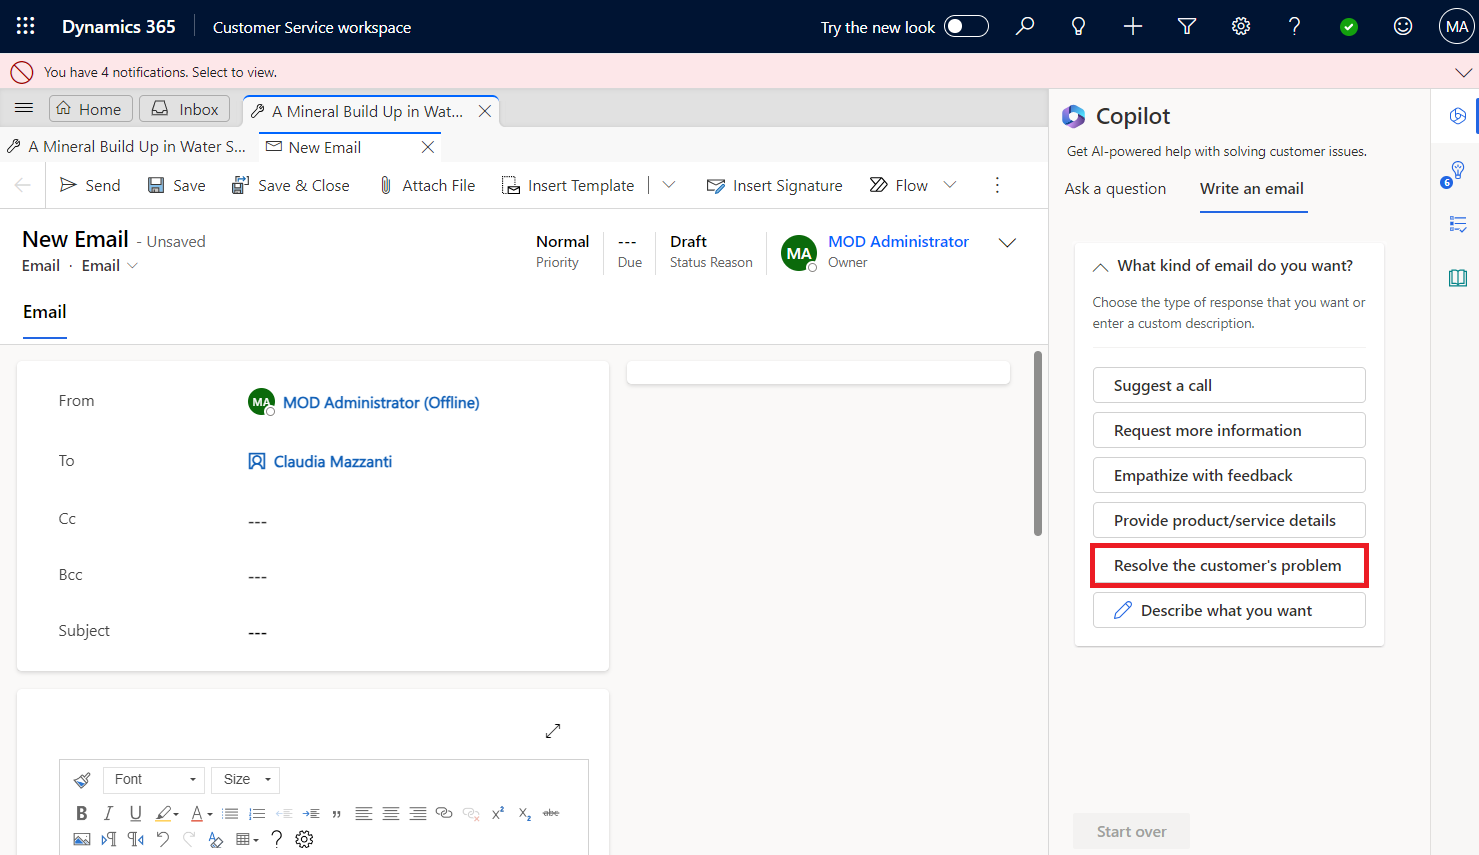 Dynamics 365
Customer Service workspace
Try the new look
MA
You have 4 notifications. Select to view.
Home
Inbox
A Mineral Build Up in Wat...
A Mineral Build Up in Water S...
New Email
Send
Save
Save & Close
Attach File
Insert Template
Insert Signature
Flow
New Email - Unsaved
Email · Email
Normal
Priority
---
Due
Draft
Status Reason
MA
MOD Administrator
Owner
Email
From
MA
MOD Administrator (Offline)
To
Claudia Mazzanti
Cc
---
Bcc
---
Subject
---
Font
Size
B I U A
abc
Copilot
Get AI-powered help with solving customer issues.
Ask a question
Write an email
What kind of email do you want?
Choose the type of response that you want or
enter a custom description.
Suggest a call
Request more information
Empathize with feedback
Provide product/service details
Resolve the customer's problem
Describe what you want
Start over
6